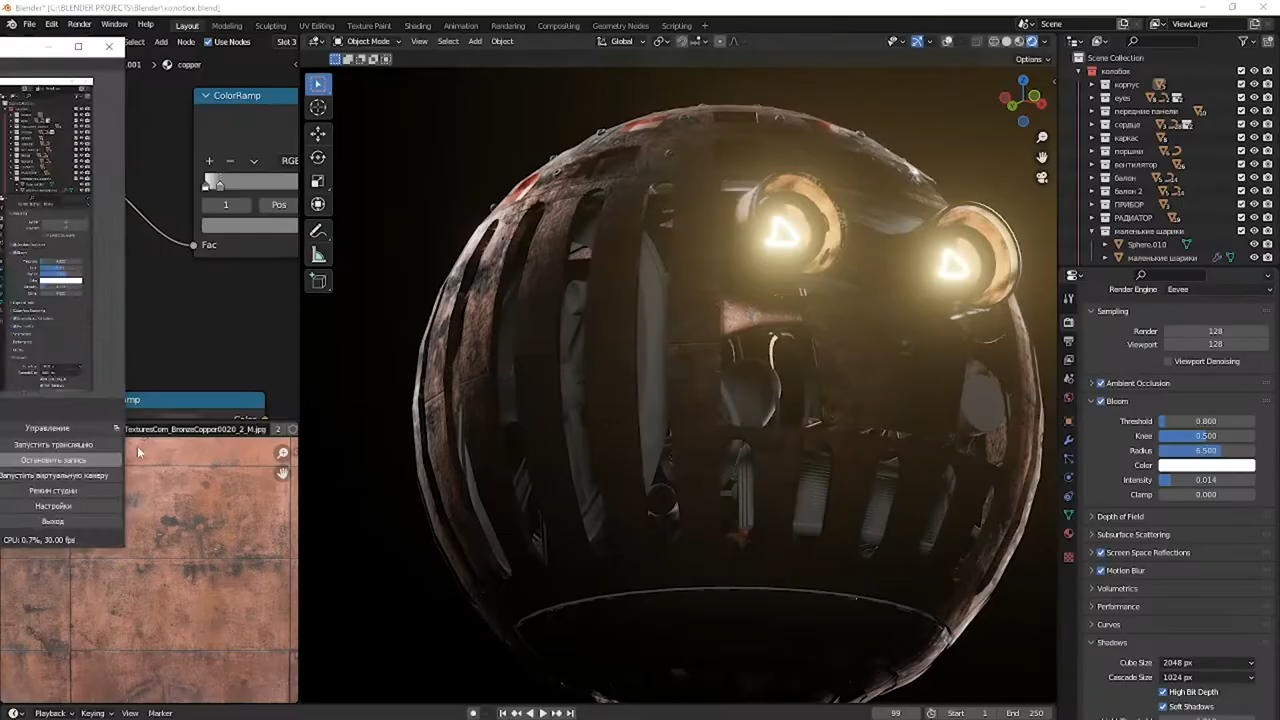 Blender* [C:\BLENDER PROJECTS\Blender\колобок.blend]
File Edit Render Window Help Layout Modeling Sculpting UV Editing Texture Paint Shading Animation Rendering Compositing Geometry Nodes Scripting + Scene ViewLayer
Select Add Node Use Nodes Slot 3
Object Mode View Select Add Object Global
Options
.001 copper
ColorRamp
RGB
1 Pos
Fac
Color
TexturesCom_BronzeCopper0020_2_M.jpg 2
Управление
Запустить трансляцию
Остановить запись
Запустить виртуальную камеру
Режим студии
Настройки
Выход
CPU: 0.7%, 30.00 fps
Scene Collection
колобок
корпус
eyes
передние панели
сердце
каркас
поршни
вентилятор
балон
балон 2
ПРИБОР
РАДИАТОР
маленькие шарики
Sphere.010
маленькие шарики
Render Engine Eevee
Sampling
Render 128
Viewport 128
Viewport Denoising
Ambient Occlusion
Bloom
Threshold 0.800
Knee 0.500
Radius 6.500
Color
Intensity 0.014
Clamp 0.000
Depth of Field
Subsurface Scattering
Screen Space Reflections
Motion Blur
Volumetrics
Performance
Curves
Shadows
Cube Size 2048 px
Cascade Size 1024 px
High Bit Depth
Soft Shadows
Playback Keying View Marker 99 Start 1 End 250